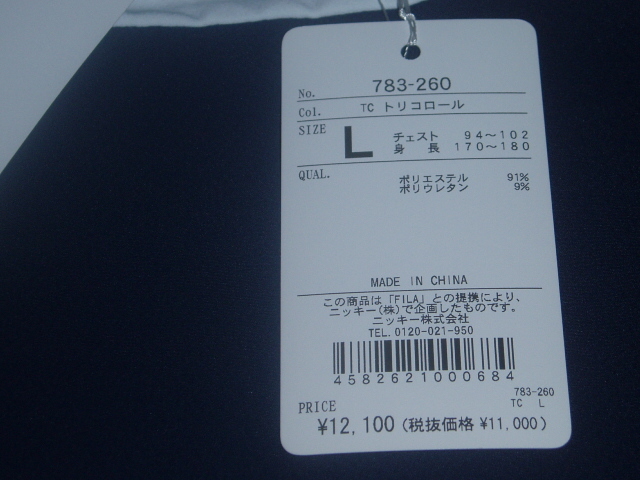 No. 783-260
Col. TC トリコロール
SIZE L チェスト 94～102
身長 170～180
QUAL. ポリエステル 91%
ポリウレタン 9%
MADE IN CHINA
この商品は「FILA」との提携により、
ニッキー(株)で企画したものです。
ニッキー株式会社
TEL. 0120-021-950
4582621000684
783-260
TC L
PRICE
¥12,100 (税抜価格 ¥11,000)